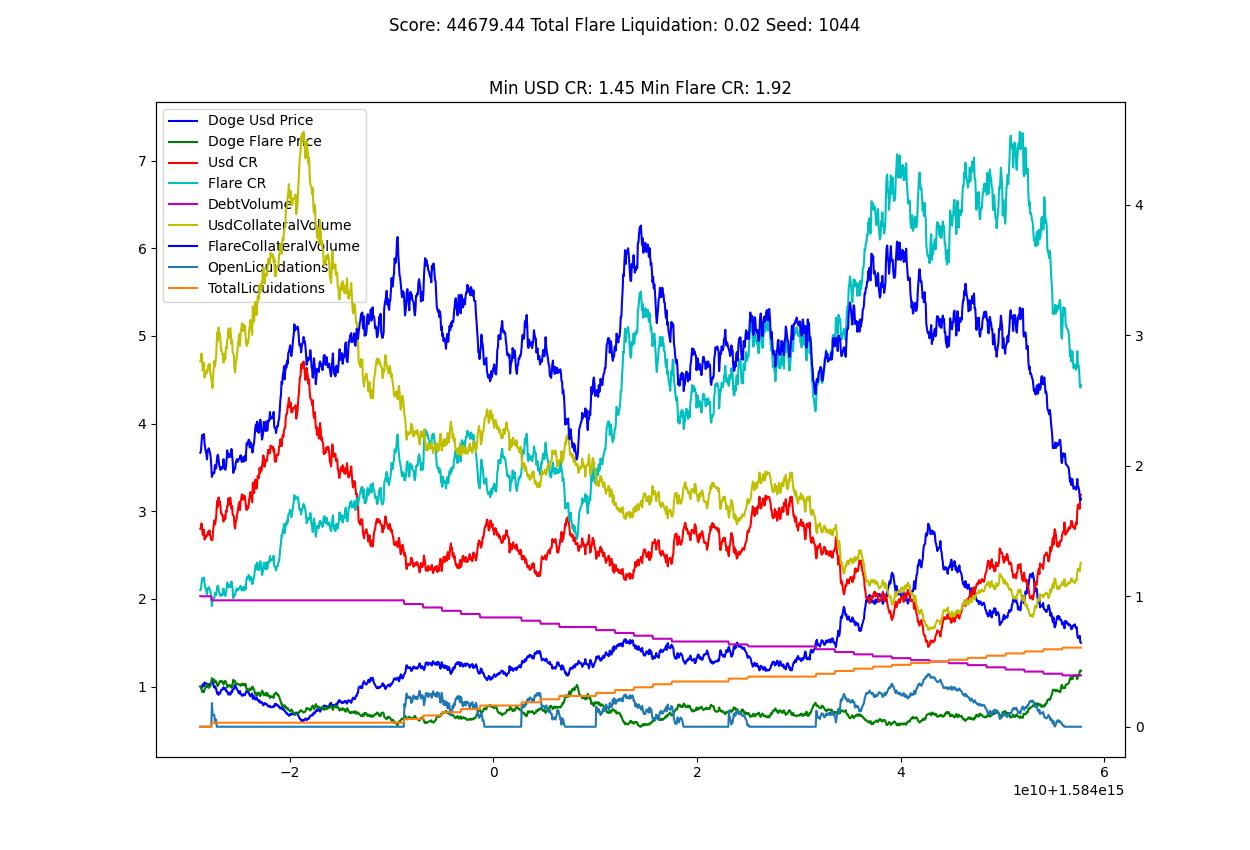 Score: 44679.44 Total Flare Liquidation: 0.02 Seed: 1044
Min USD CR: 1.45 Min Flare CR: 1.92
Doge Usd Price
Doge Flare Price
Usd CR
Flare CR
DebtVolume
UsdCollateralVolume
FlareCollateralVolume
OpenLiquidations
TotalLiquidations
7
6
5
4
3
2
1
4
3
2
1
0
−2
0
2
4
6
1e10+1.584e15